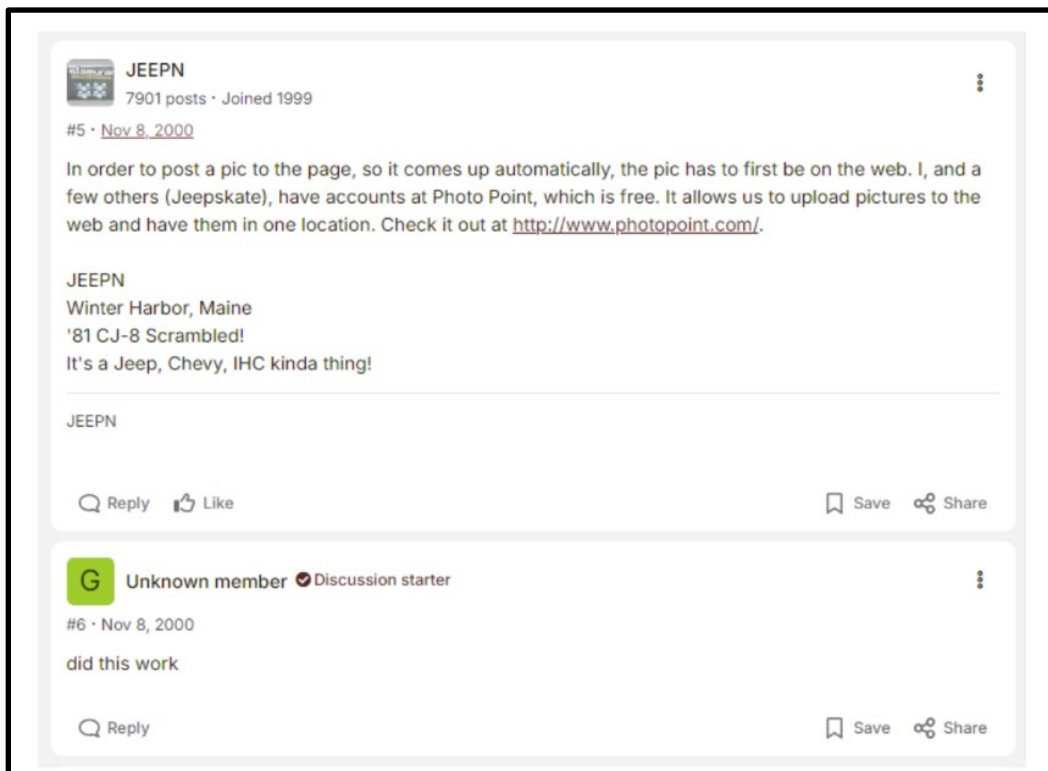 JEEPN
7901 posts · Joined 1999
#5 · Nov 8, 2000
In order to post a pic to the page, so it comes up automatically, the pic has to first be on the web. I, and a
few others (Jeepskate), have accounts at Photo Point, which is free. It allows us to upload pictures to the
web and have them in one location. Check it out at http://www.photopoint.com/.
JEEPN
Winter Harbor, Maine
'81 CJ-8 Scrambled!
It's a Jeep, Chevy, IHC kinda thing!
JEEPN
Reply Like Save Share
G Unknown member Discussion starter
#6 · Nov 8, 2000
did this work
Reply Save Share